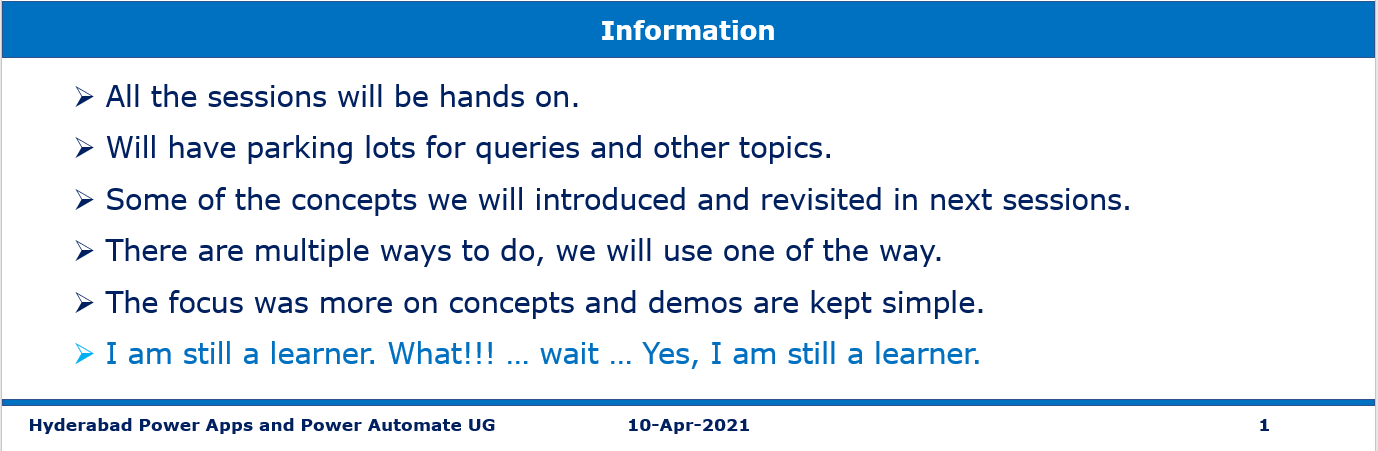 Information
➢ All the sessions will be hands on.
➢ Will have parking lots for queries and other topics.
➢ Some of the concepts we will introduced and revisited in next sessions.
➢ There are multiple ways to do, we will use one of the way.
➢ The focus was more on concepts and demos are kept simple.
➢ I am still a learner. What!!! … wait … Yes, I am still a learner.
Hyderabad Power Apps and Power Automate UG 10-Apr-2021 1